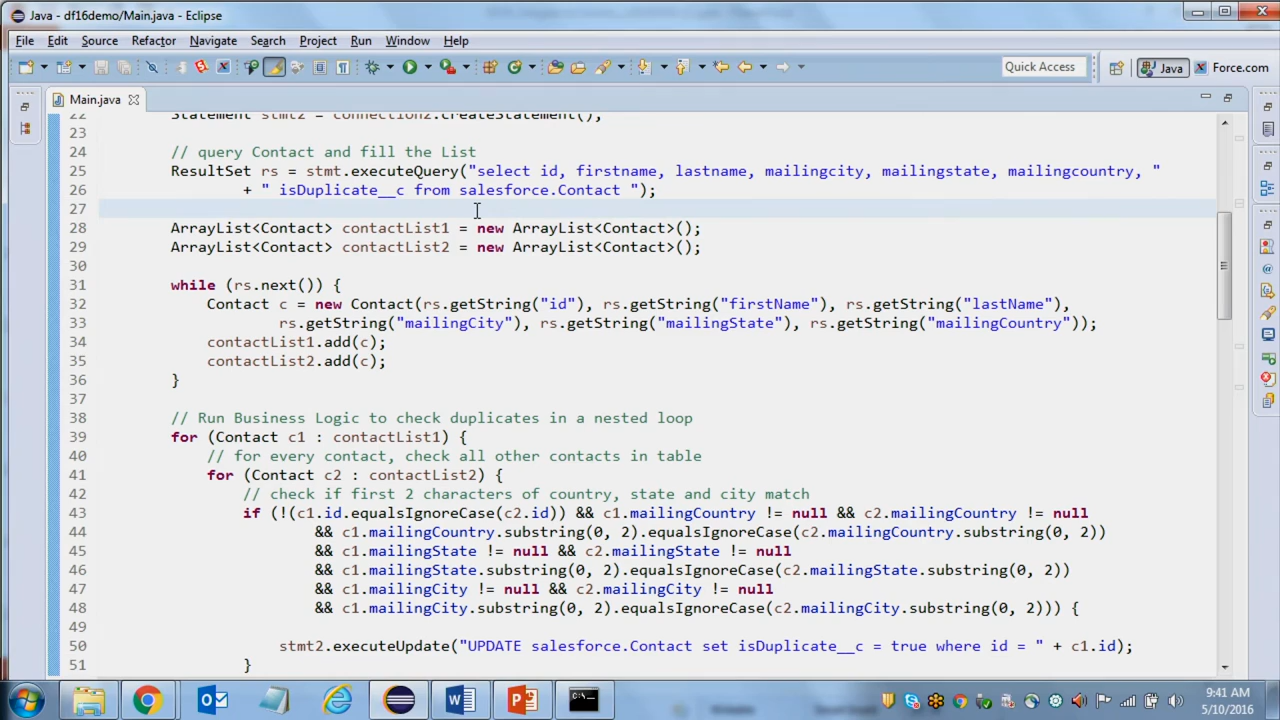 Java - df16demo/Main.java - Eclipse
File Edit Source Refactor Navigate Search Project Run Window Help
Quick Access
Java
Force.com
Main.java
22 Statement stmt2 = connection2.createStatement();
23
24 // query Contact and fill the List
25 ResultSet rs = stmt.executeQuery("select id, firstname, lastname, mailingcity, mailingstate, mailingcountry, "
26 + " isDuplicate__c from salesforce.Contact ");
27
28 ArrayList<Contact> contactList1 = new ArrayList<Contact>();
29 ArrayList<Contact> contactList2 = new ArrayList<Contact>();
30
31 while (rs.next()) {
32 Contact c = new Contact(rs.getString("id"), rs.getString("firstName"), rs.getString("lastName"),
33 rs.getString("mailingCity"), rs.getString("mailingState"), rs.getString("mailingCountry"));
34 contactList1.add(c);
35 contactList2.add(c);
36 }
37
38 // Run Business Logic to check duplicates in a nested loop
39 for (Contact c1 : contactList1) {
40 // for every contact, check all other contacts in table
41 for (Contact c2 : contactList2) {
42 // check if first 2 characters of country, state and city match
43 if (!(c1.id.equalsIgnoreCase(c2.id)) && c1.mailingCountry != null && c2.mailingCountry != null
44 && c1.mailingCountry.substring(0, 2).equalsIgnoreCase(c2.mailingCountry.substring(0, 2))
45 && c1.mailingState != null && c2.mailingState != null
46 && c1.mailingState.substring(0, 2).equalsIgnoreCase(c2.mailingState.substring(0, 2))
47 && c1.mailingCity != null && c2.mailingCity != null
48 && c1.mailingCity.substring(0, 2).equalsIgnoreCase(c2.mailingCity.substring(0, 2))) {
49
50 stmt2.executeUpdate("UPDATE salesforce.Contact set isDuplicate__c = true where id = " + c1.id);
51 }
9:41 AM
5/10/2016